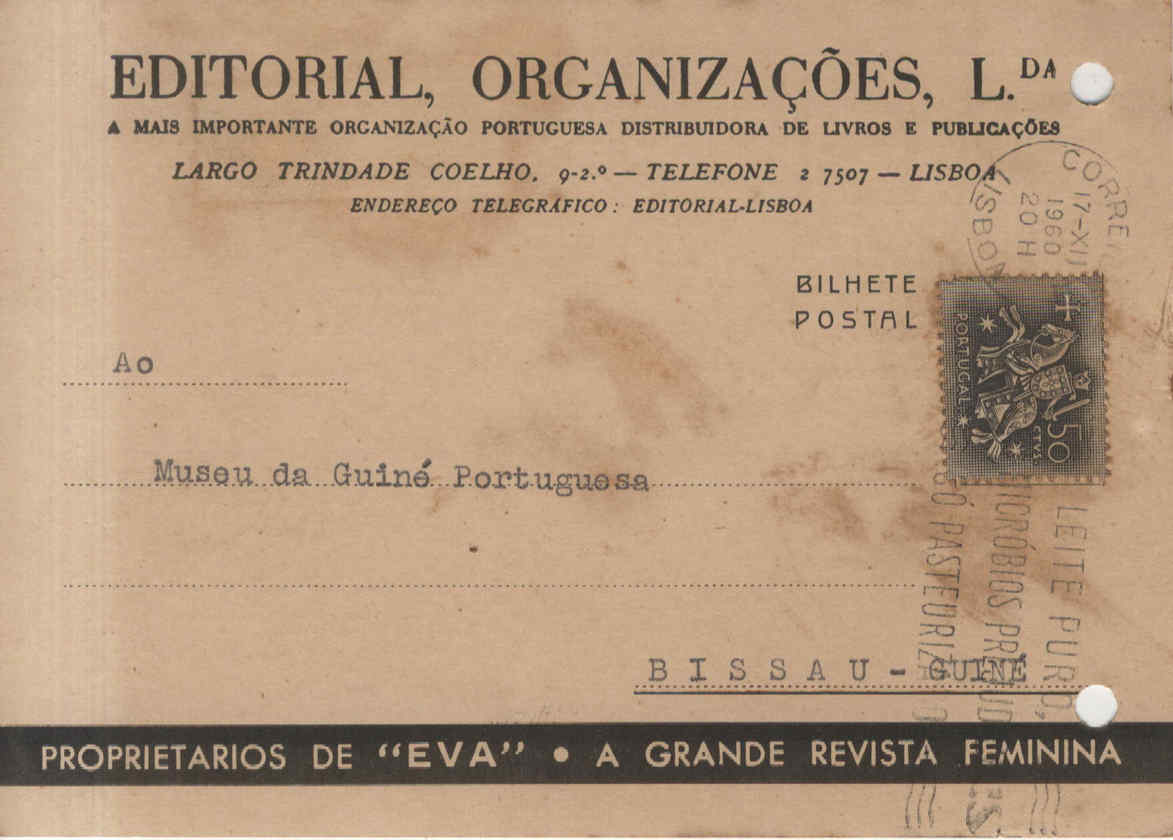 EDITORIAL, ORGANIZAÇÕES, L.DA
A MAIS IMPORTANTE ORGANIZAÇÃO PORTUGUESA DISTRIBUIDORA DE LIVROS E PUBLICAÇÕES
LARGO TRINDADE COELHO, 9-2.º — TELEFONE 2 7507 — LISBOA
ENDEREÇO TELEGRÁFICO: EDITORIAL-LISBOA
CORREIO
17-XII
1960
20 H
LISBOA
BILHETE
POSTAL
PORTUGAL
CTVS
50
Ao
Museu da Guiné Portuguesa
LEITE PURO,
MICRÓBIOS PREJUD
SÓ PASTEURIZADO
BISSAU - GUINÉ
PROPRIETARIOS DE "EVA" • A GRANDE REVISTA FEMININA